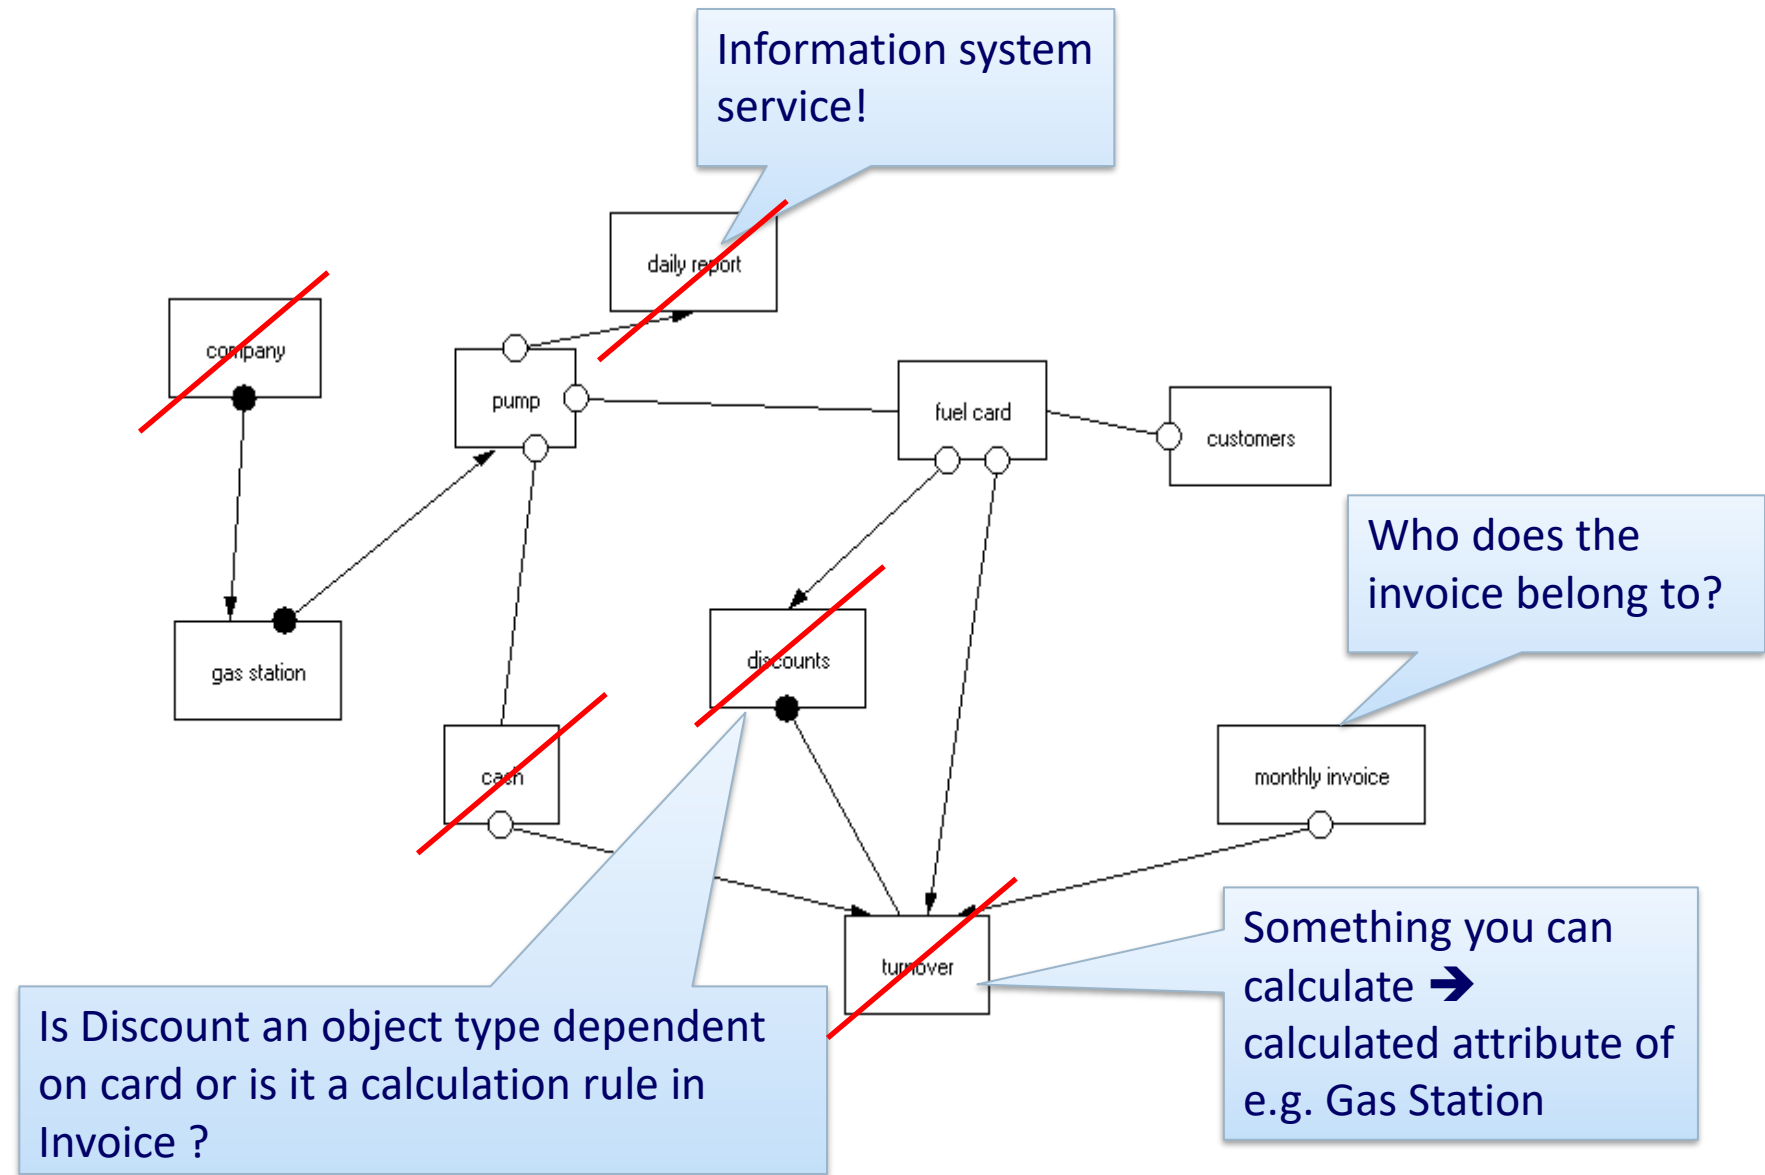 Information system
service!
daily report
company
pump
fuel card
customers
Who does the
invoice belong to?
gas station
discounts
cash
monthly invoice
turnover
Something you can
calculate ➔
calculated attribute of
e.g. Gas Station
Is Discount an object type dependent
on card or is it a calculation rule in
Invoice ?